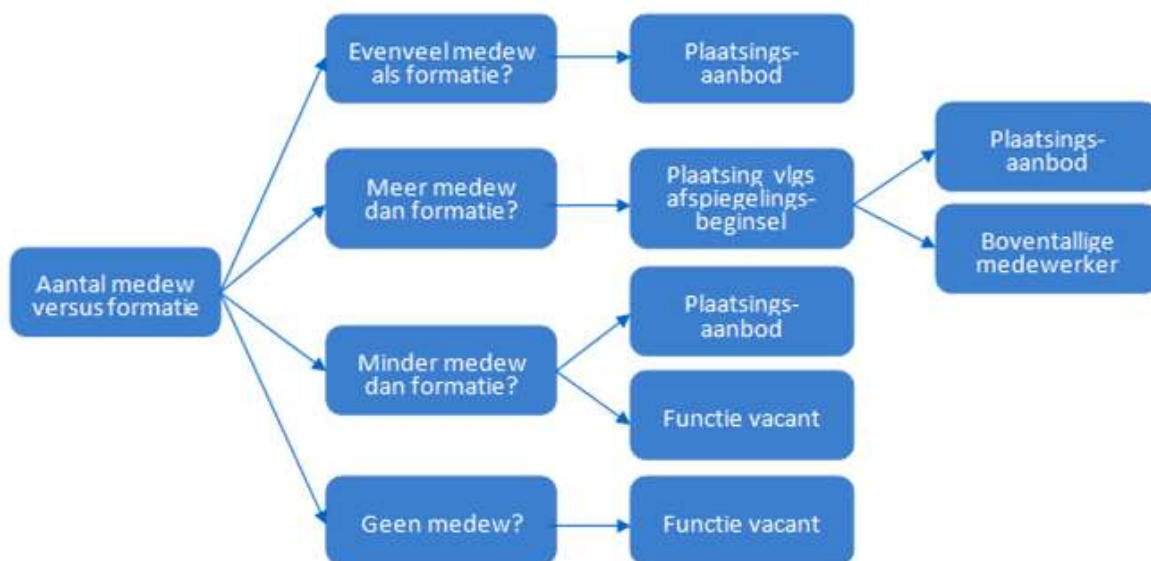 Aantal medew
versus formatie
Evenveel medew
als formatie?
Plaatsings-
aanbod
Meer medew
dan formatie?
Plaatsing vlgs
afspiegelings-
beginsel
Plaatsings-
aanbod
Boventallige
medewerker
Minder medew
dan formatie?
Plaatsings-
aanbod
Functie vacant
Geen medew?
Functie vacant